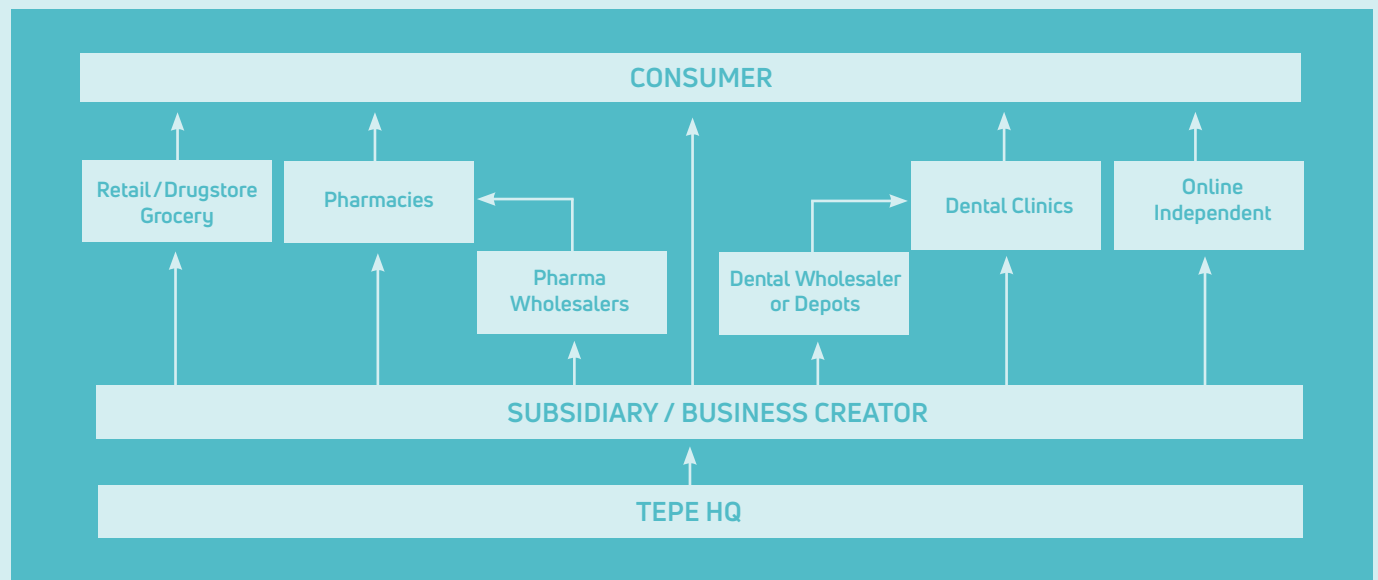 CONSUMER
Retail/Drugstore
Grocery
Pharmacies
Dental Clinics
Online
Independent
Pharma
Wholesalers
Dental Wholesaler
or Depots
SUBSIDIARY / BUSINESS CREATOR
TEPE HQ